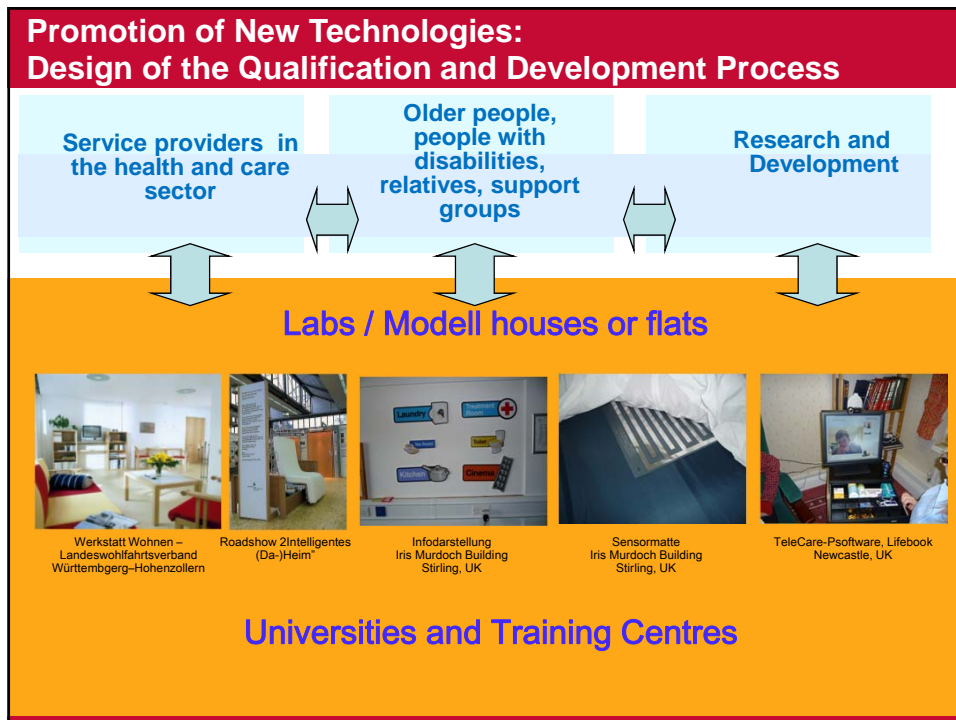 Promotion of New Technologies:
Design of the Qualification and Development Process
Service providers in
the health and care
sector
Older people,
people with
disabilities,
relatives, support
groups
Research and
Development
Labs / Modell houses or flats
Laundry
Treatment
Room
Toilet
Kitchen
Cinema
Werkstatt Wohnen –
Landeswohlfahrtsverband
Württembgerg–Hohenzollern
Roadshow 2Intelligentes
(Da-)Heim”
Infodarstellung
Iris Murdoch Building
Stirling, UK
Sensormatte
Iris Murdoch Building
Stirling, UK
TeleCare-Psoftware, Lifebook
Newcastle, UK
Universities and Training Centres